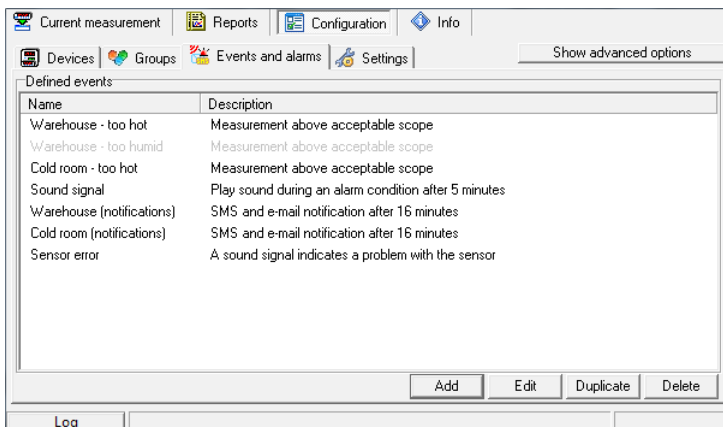 Current measurement Reports Configuration Info
Devices Groups Events and alarms Settings Show advanced options
Defined events
Name Description
Warehouse - too hot Measurement above acceptable scope
Warehouse - too humid Measurement above acceptable scope
Cold room - too hot Measurement above acceptable scope
Sound signal Play sound during an alarm condition after 5 minutes
Warehouse (notifications) SMS and e-mail notification after 16 minutes
Cold room (notifications) SMS and e-mail notification after 16 minutes
Sensor error A sound signal indicates a problem with the sensor
Add Edit Duplicate Delete
Log